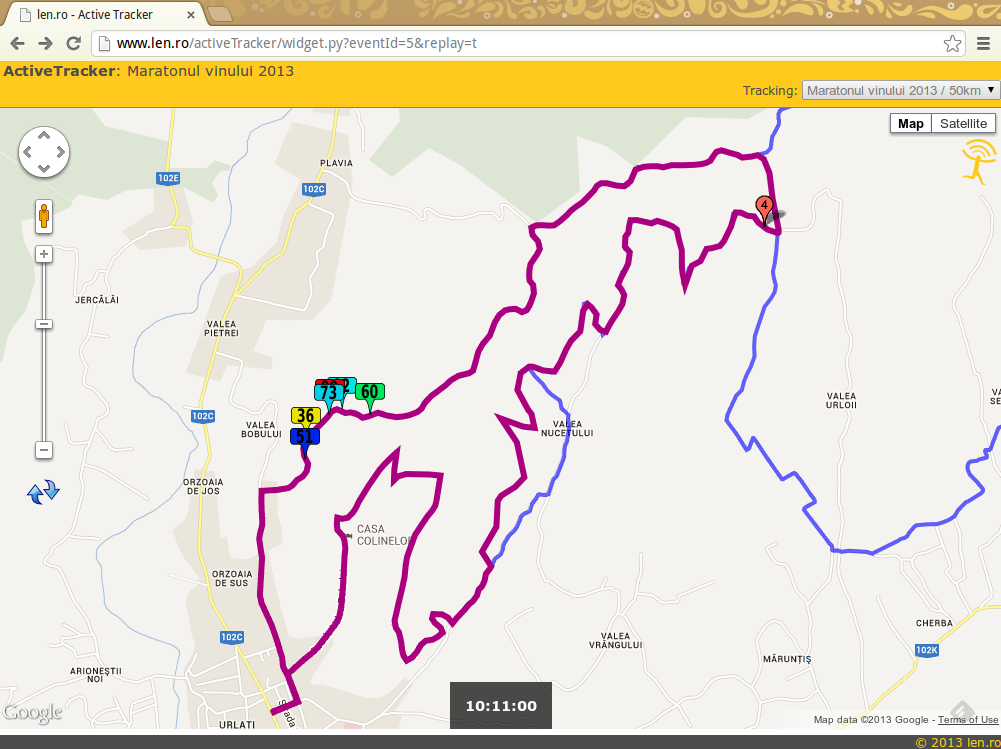 len.ro - Active Tracker
www.len.ro/activeTracker/widget.py?eventId=5&replay=t
ActiveTracker: Maratonul vinului 2013
Tracking: Maratonul vinului 2013 / 50km
Map Satellite
PLAVIA
102E
102C
4
JERCĂLĂI
VALEA
PIETREI
73
60
36
51
102C
VALEA
BOBULUI
VALEA
NUCETULUI
VALEA
URLOII
VA
SE
ORZOAIA
DE JOS
CASA
COLINELOR
ORZOAIA
DE SUS
102C
CHERBA
VALEA
VRÂNGULUI
102K
MĂRUNȚIȘ
ARIONEȘTII
NOI
Strada
10:11:00
Google
URLATI
Map data ©2013 Google - Terms of Use
© 2013 len.ro